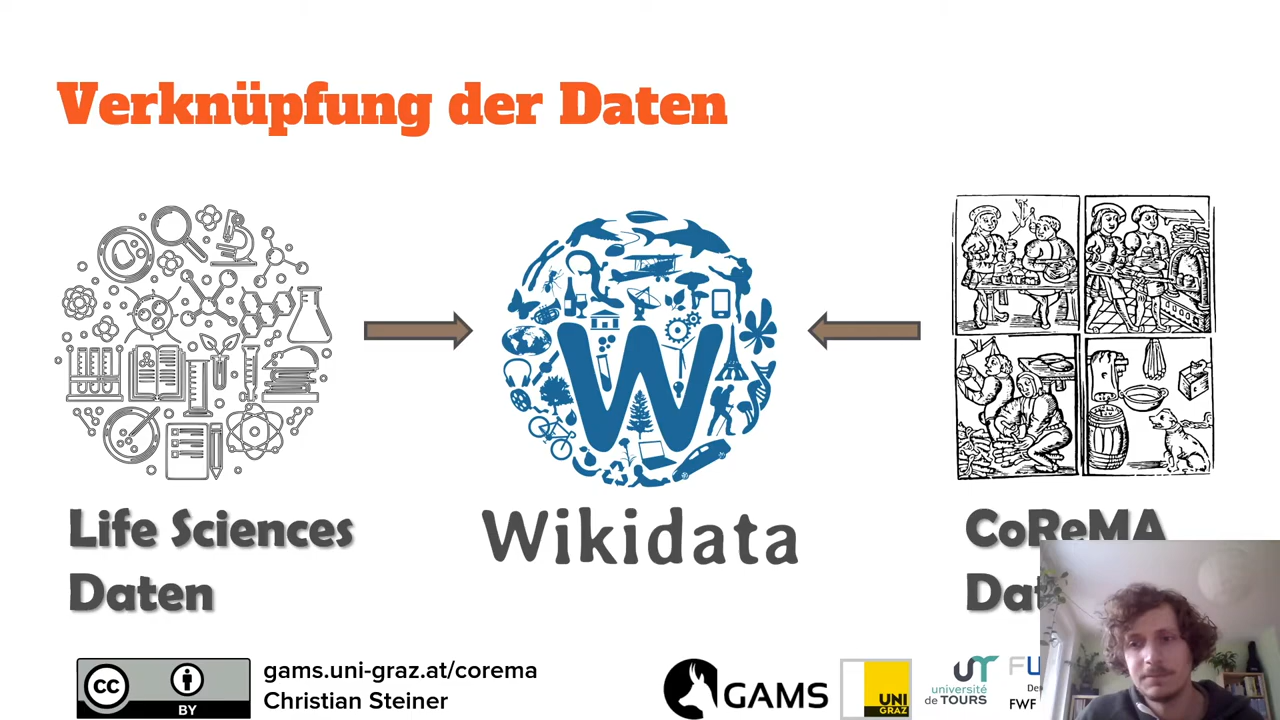 Verknüpfung der Daten
W
Life Sciences
Daten
Wikidata
CoReMA
cc
BY
gams.uni-graz.at/corema
Christian Steiner
GAMS
UNI
GRAZ
université
de TOURS
FWF